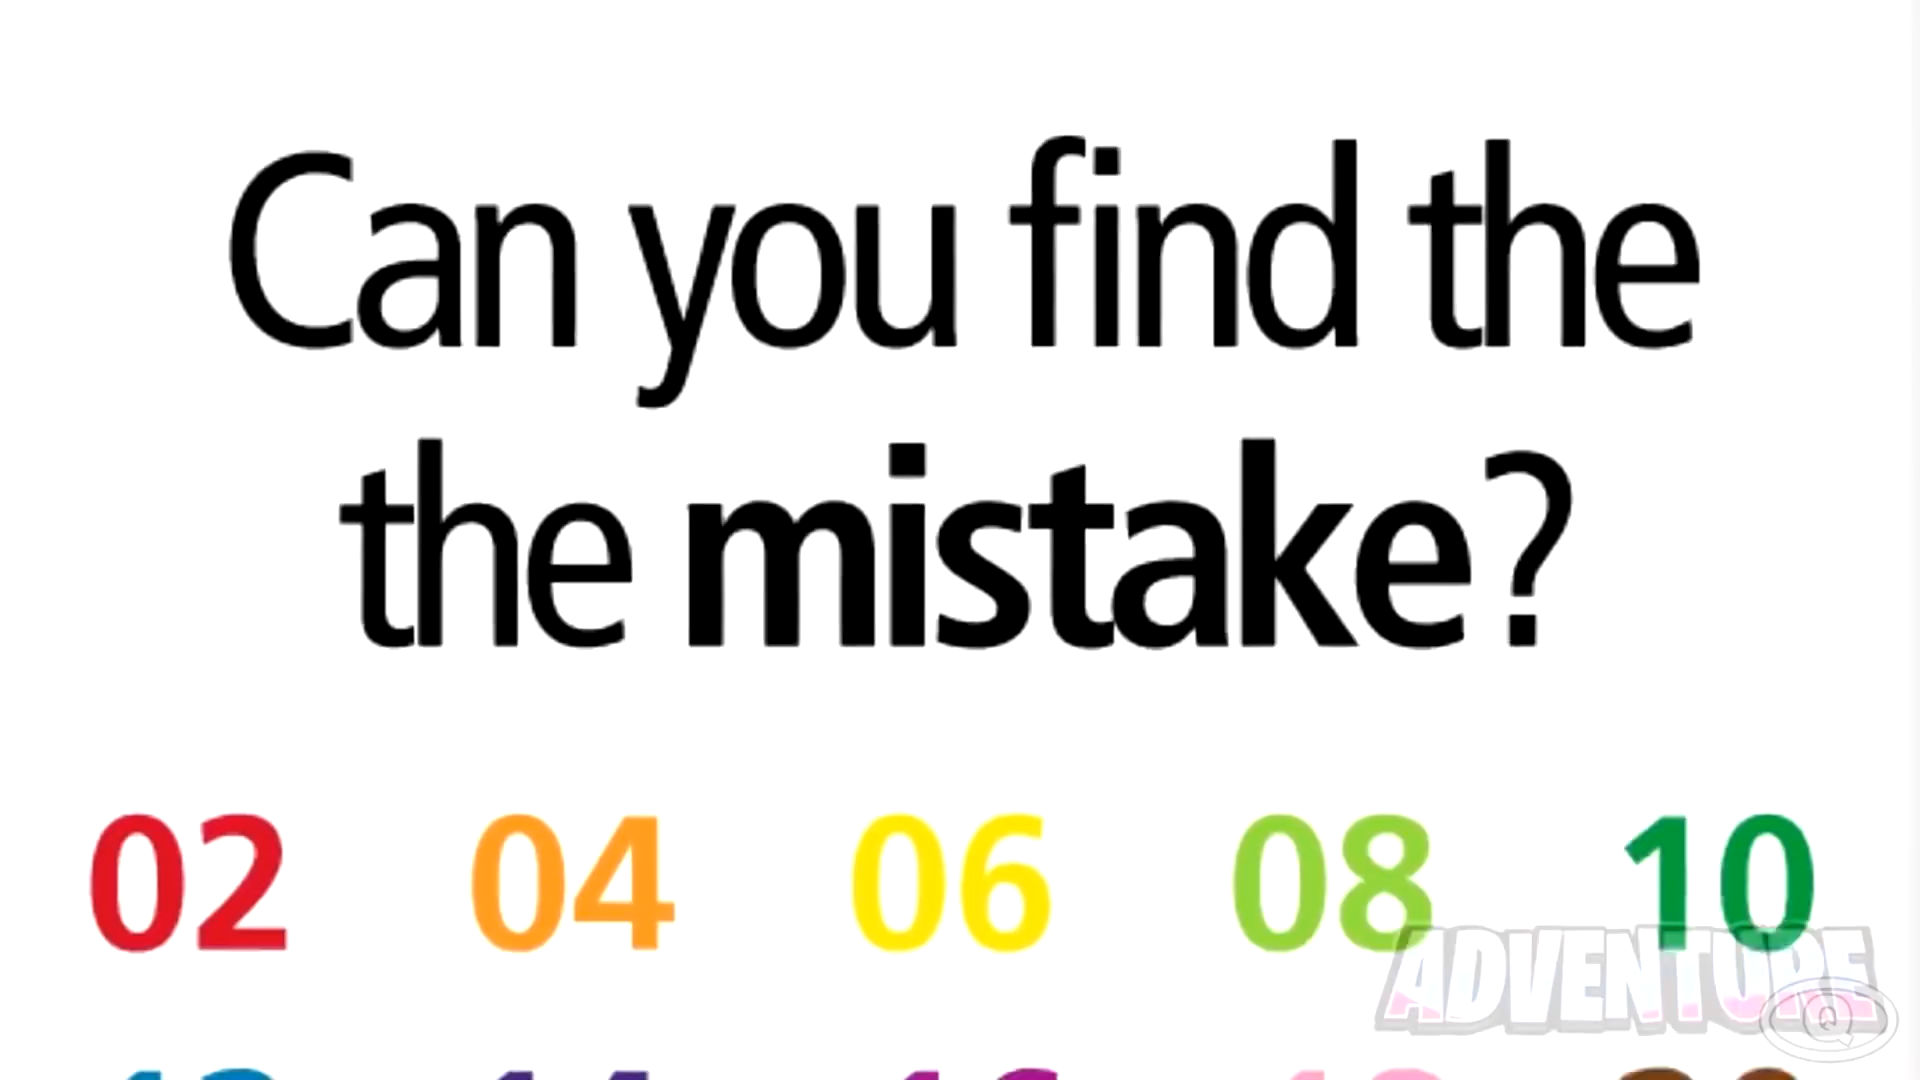 Can you find the
the mistake?
02 04 06 08 10
ADVENTURE
Q